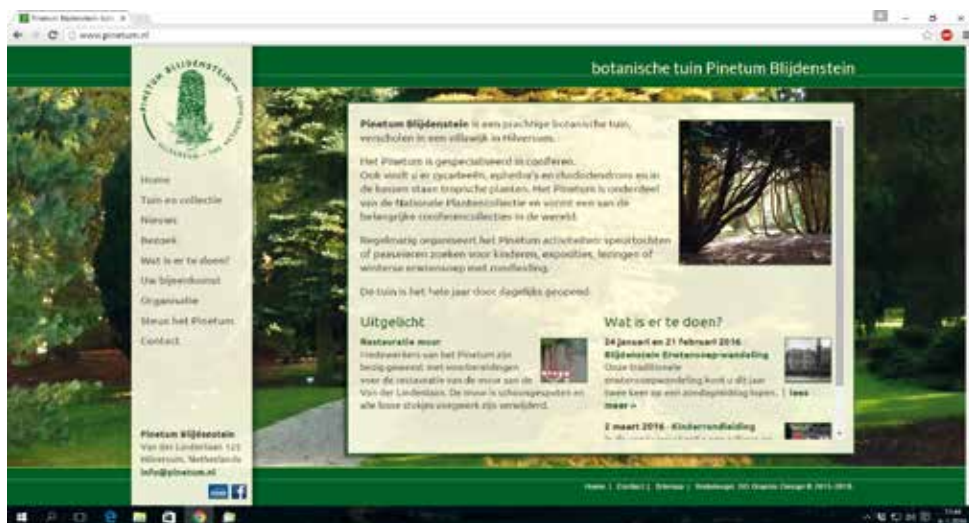 www.pinetum.nl
botanische tuin Pinetum Blijdenstein
PINETUM BLIJDENSTEIN
Home
Tuin en collectie
Nieuws
Bezoek
Wat is er te doen?
Uw bijeenkomst
Organisatie
Steun het Pinetum
Contact
Pinetum Blijdenstein
Van der Lindenlaan 125
Hilversum, Netherlands
info@pinetum.nl
Pinetum Blijdenstein is een prachtige botanische tuin,
verscholen in een villawijk in Hilversum.
Het Pinetum is gespecialiseerd in coniferen.
Ook vindt u er cycadeeën, ephedra's en rhododendrons en in
de kassen staan tropische planten. Het Pinetum is onderdeel
van de Nationale Plantencollectie en vormt een van de
belangrijke coniferencollecties in de wereld.
Regelmatig organiseert het Pinetum activiteiten: speurtochten
of paaseieren zoeken voor kinderen, exposities, lezingen of
winterse erwtensoep met rondleiding.
De tuin is het hele jaar door dagelijks geopend.
Uitgelicht
Restauratie muur
Medewerkers van het Pinetum zijn
bezig geweest met voorbereidingen
voor de restauratie van de muur aan de
Van der Lindenlaan. De muur is schoongespoten en
alle losse stukjes voegwerk zijn verwijderd.
Wat is er te doen?
24 januari en 21 februari 2016 -
Blijdenstein Erwtensoep-wandeling
Onze traditionele
erwtensoepwandeling kunt u dit jaar
twee keer op een zondagmiddag lopen. | lees
meer »
2 maart 2016 - Kinderrondleiding
Home | Contact | Sitemap |